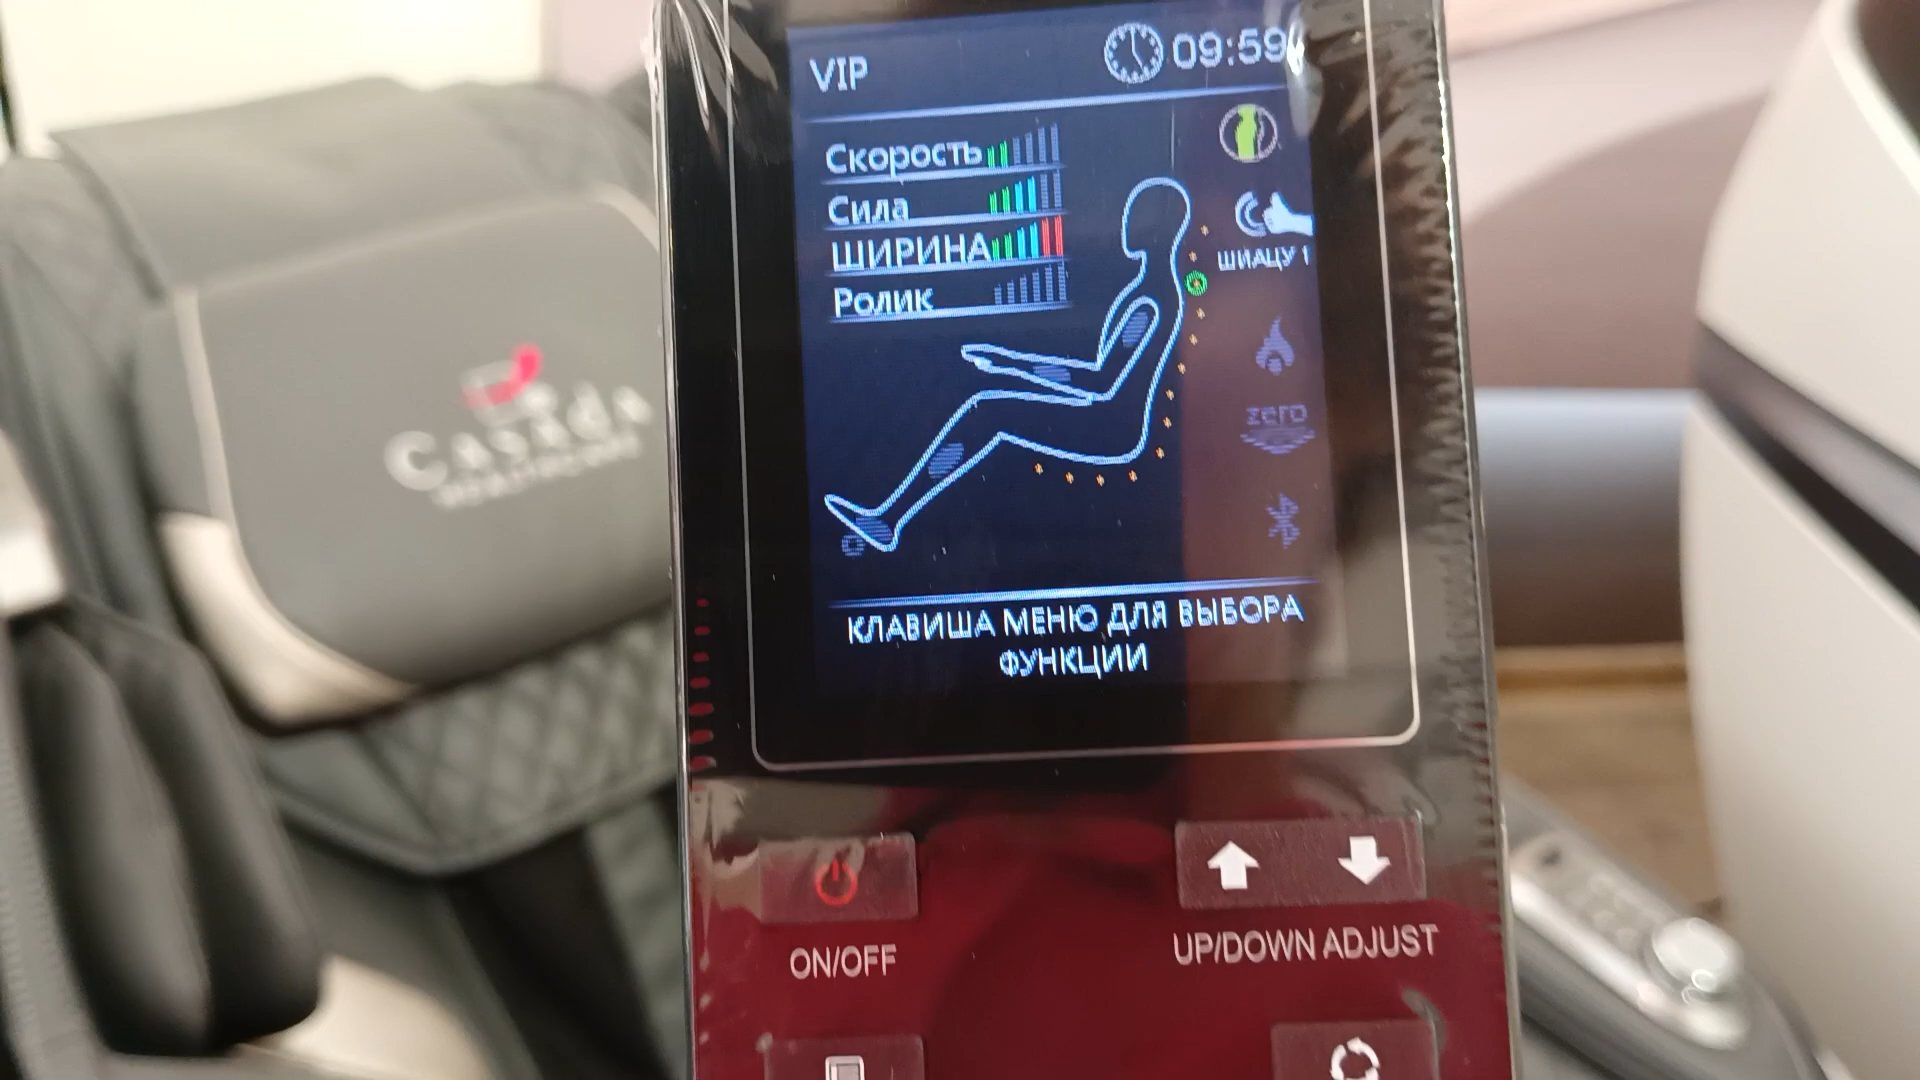 VIP
09:59
Скорость
Сила
ШИРИНА
Ролик
ШИАЦУ 1
zero
КЛАВИША МЕНЮ ДЛЯ ВЫБОРА
ФУНКЦИИ
ON/OFF
UP/DOWN ADJUST
Casada
HEALTHCARE